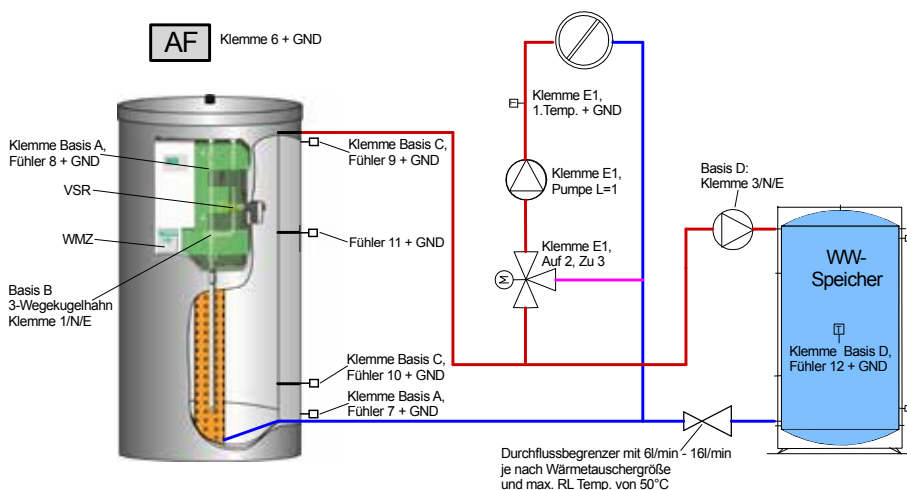 AF
Klemme 6 + GND
Klemme Basis A,
Fühler 8 + GND
VSR
WMZ
Basis B
3-Wegekugelhahn
Klemme 1/N/E
Klemme Basis C,
Fühler 9 + GND
Fühler 11 + GND
Klemme Basis C,
Fühler 10 + GND
Klemme Basis A,
Fühler 7 + GND
Klemme E1,
1.Temp. + GND
Klemme E1,
Pumpe L=1
Klemme E1,
Auf 2, Zu 3
M
Basis D:
Klemme 3/N/E
WW-
Speicher
T
Klemme Basis D,
Fühler 12 + GND
Durchflussbegrenzer mit 6l/min - 16l/min
je nach Wärmetauschergröße
und max. RL Temp. von 50°C